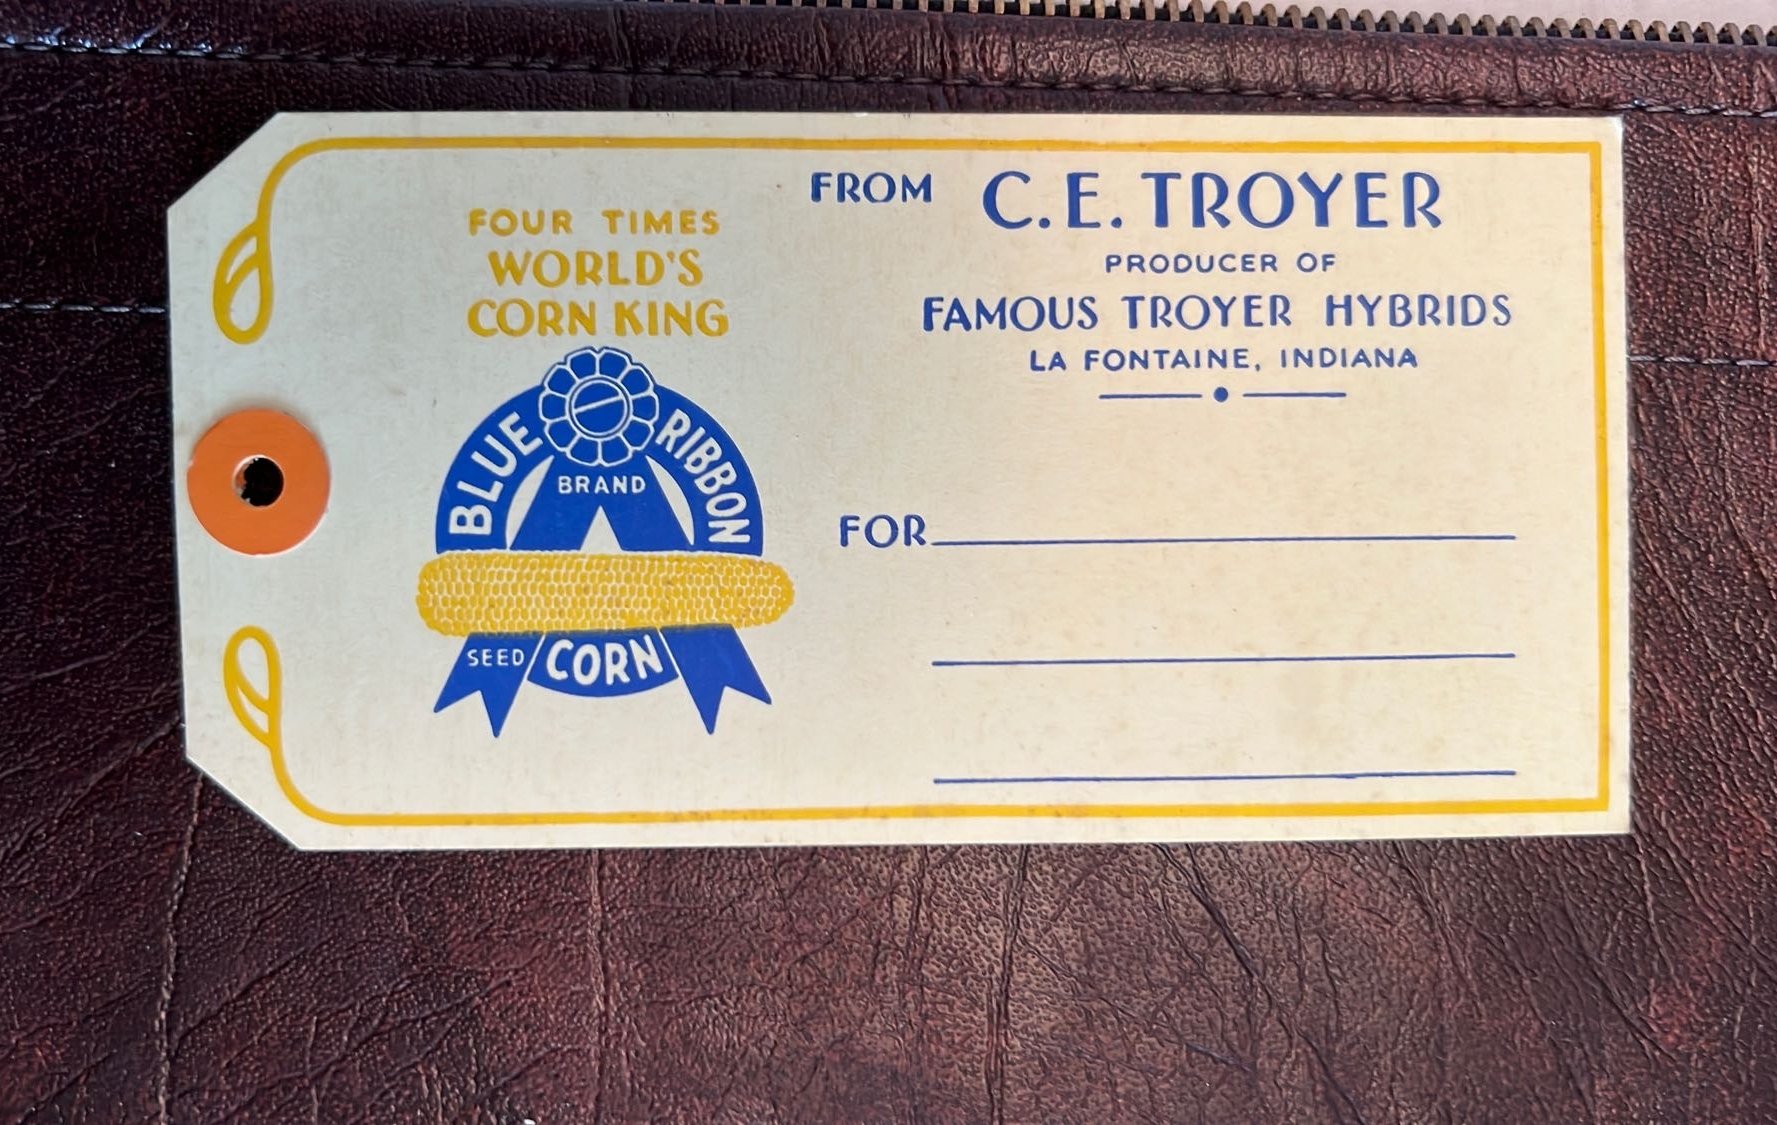 FOUR TIMES
WORLD'S
CORN KING
BLUE RIBBON
BRAND
SEED CORN
FROM C.E. TROYER
PRODUCER OF
FAMOUS TROYER HYBRIDS
LA FONTAINE, INDIANA
FOR